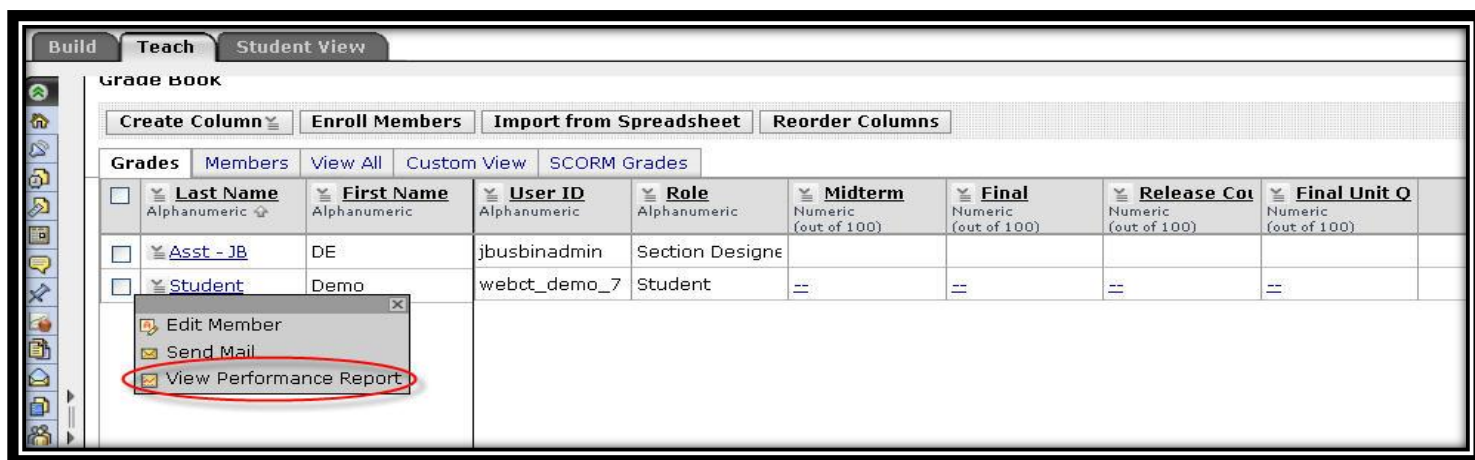 Build Teach Student View
Grade Book
Create Column Enroll Members Import from Spreadsheet Reorder Columns
Grades Members View All Custom View SCORM Grades
Last Name First Name User ID Role Midterm Final Release Cou Final Unit Q
Alphanumeric Alphanumeric Alphanumeric Alphanumeric Numeric Numeric Numeric Numeric
(out of 100) (out of 100) (out of 100) (out of 100)
Asst - JB DE jbusbinadmin Section Designe
Student Demo webct_demo_7 Student -- -- -- --
Edit Member
Send Mail
View Performance Report